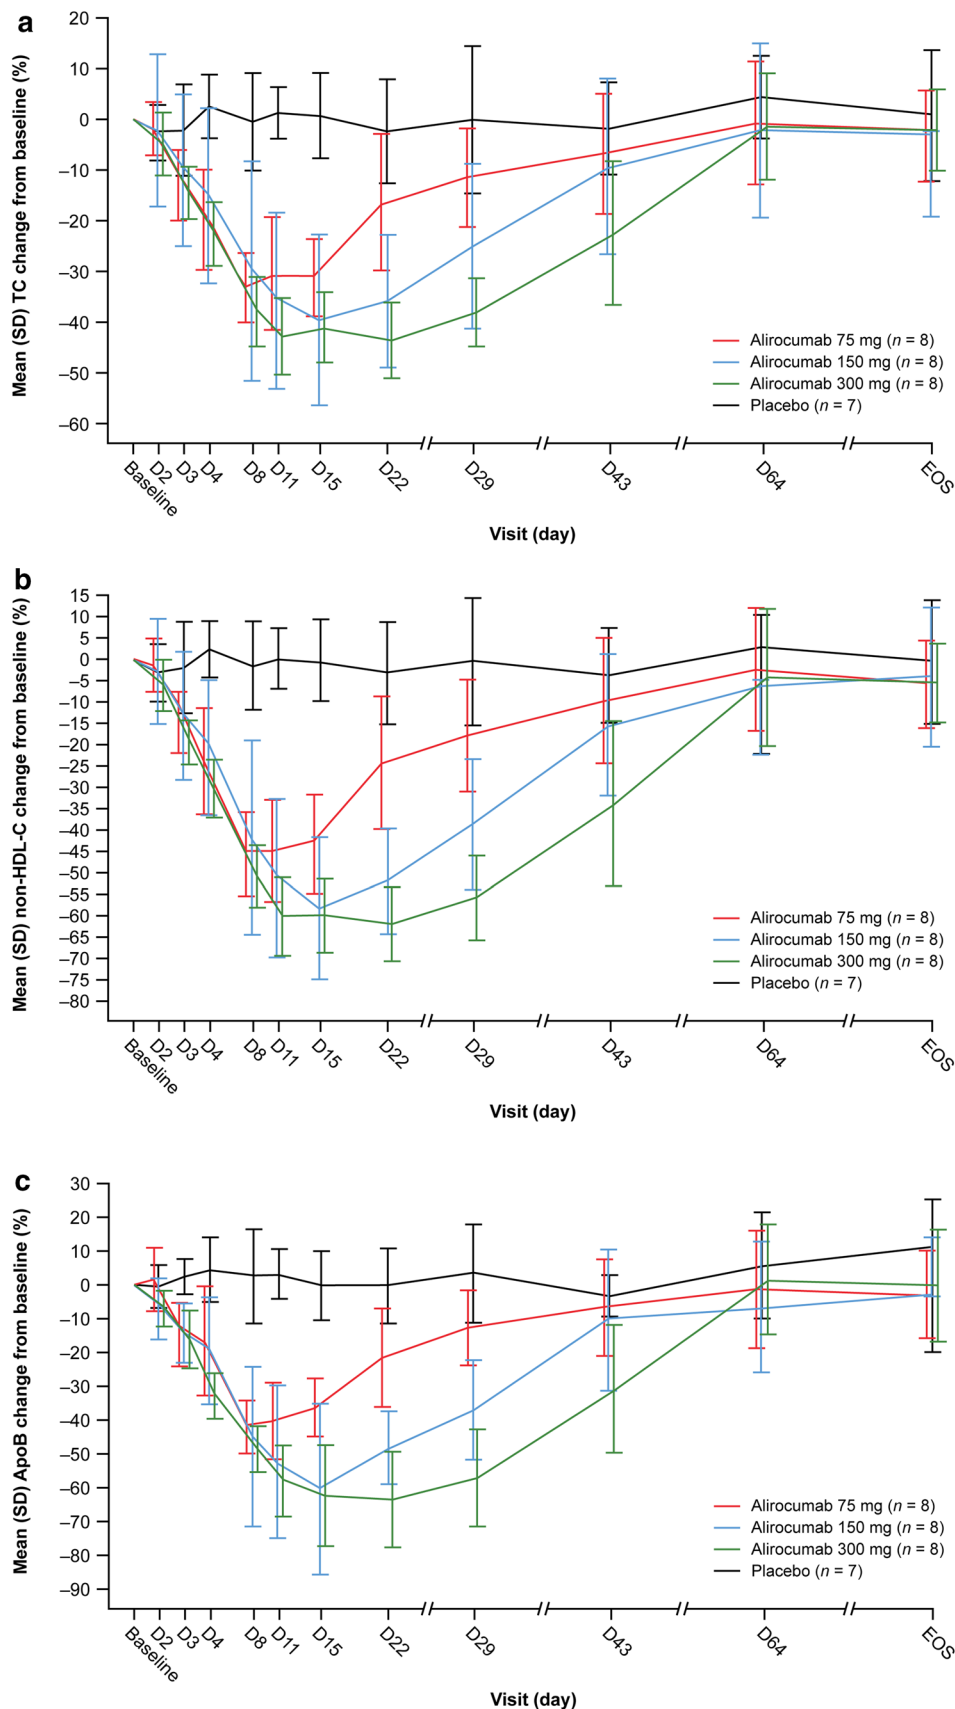 a
Mean (SD) TC change from baseline (%)
20
10
0
–10
–20
–30
–40
–50
–60
Alirocumab 75 mg (n = 8)
Alirocumab 150 mg (n = 8)
Alirocumab 300 mg (n = 8)
Placebo (n = 7)
Baseline D2 D3 D4 D8 D11 D15 D22 D29 D43 D64 EOS
Visit (day)
b
Mean (SD) non-HDL-C change from baseline (%)
15
10
5
0
–5
–10
–15
–20
–25
–30
–35
–40
–45
–50
–55
–60
–65
–70
–75
–80
Alirocumab 75 mg (n = 8)
Alirocumab 150 mg (n = 8)
Alirocumab 300 mg (n = 8)
Placebo (n = 7)
Baseline D2 D3 D4 D8 D11 D15 D22 D29 D43 D64 EOS
Visit (day)
c
Mean (SD) ApoB change from baseline (%)
30
20
10
0
–10
–20
–30
–40
–50
–60
–70
–80
–90
Alirocumab 75 mg (n = 8)
Alirocumab 150 mg (n = 8)
Alirocumab 300 mg (n = 8)
Placebo (n = 7)
Baseline D2 D3 D4 D8 D11 D15 D22 D29 D43 D64 EOS
Visit (day)